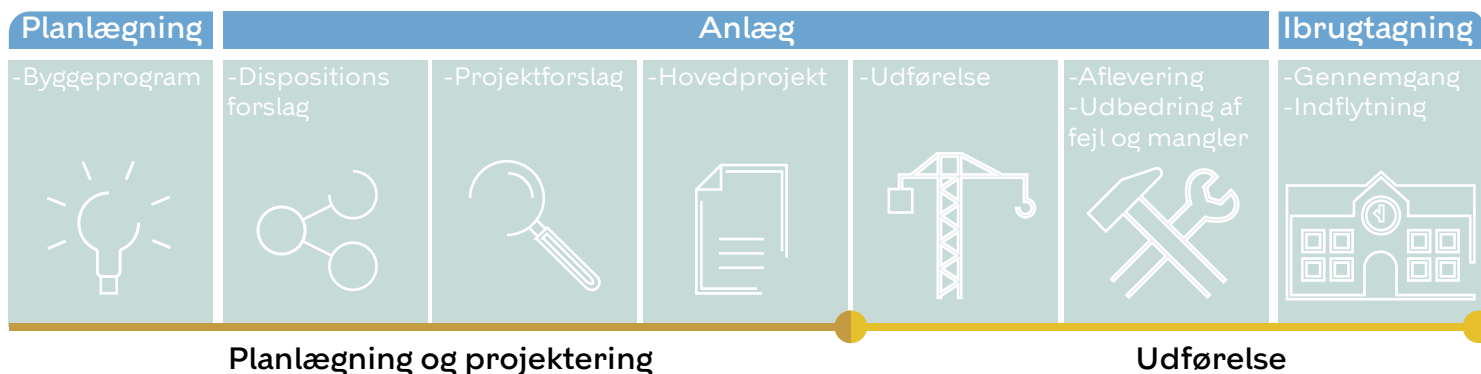 Planlægning
Anlæg
Ibrugtagning
-Byggeprogram
-Dispositions
forslag
-Projektforslag
-Hovedprojekt
-Udførelse
-Aflevering
-Udbedring af
fejl og mangler
-Gennemgang
-Indflytning
Planlægning og projektering
Udførelse